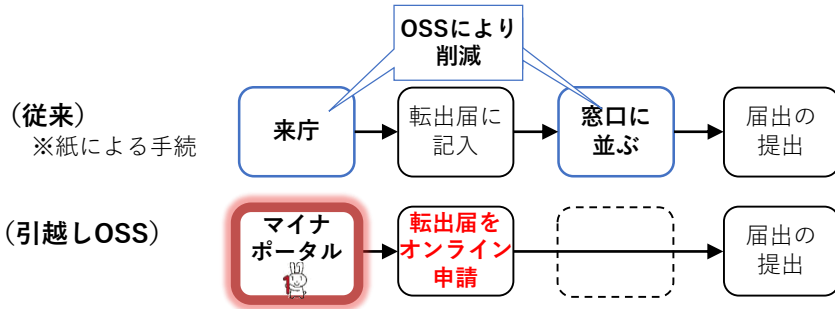 OSSにより
削減
（従来）
※紙による手続
来庁
転出届に
記入
窓口に
並ぶ
届出の
提出
（引越しOSS）
マイナ
ポータル
転出届を
オンライン
申請
届出の
提出